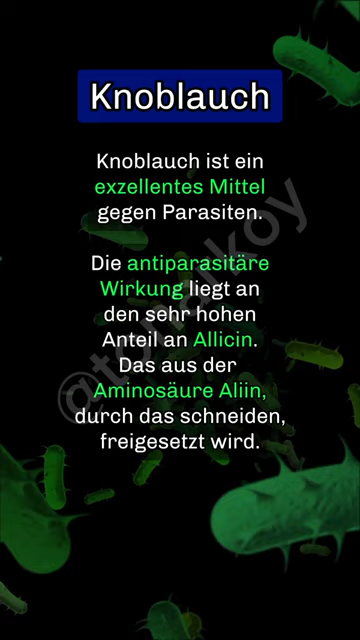 Knoblauch
Knoblauch ist ein
exzellentes Mittel
gegen Parasiten.
Die antiparasitäre
Wirkung liegt an
den sehr hohen
Anteil an Allicin.
Das aus der
Aminosäure Aliin,
durch das schneiden,
freigesetzt wird.